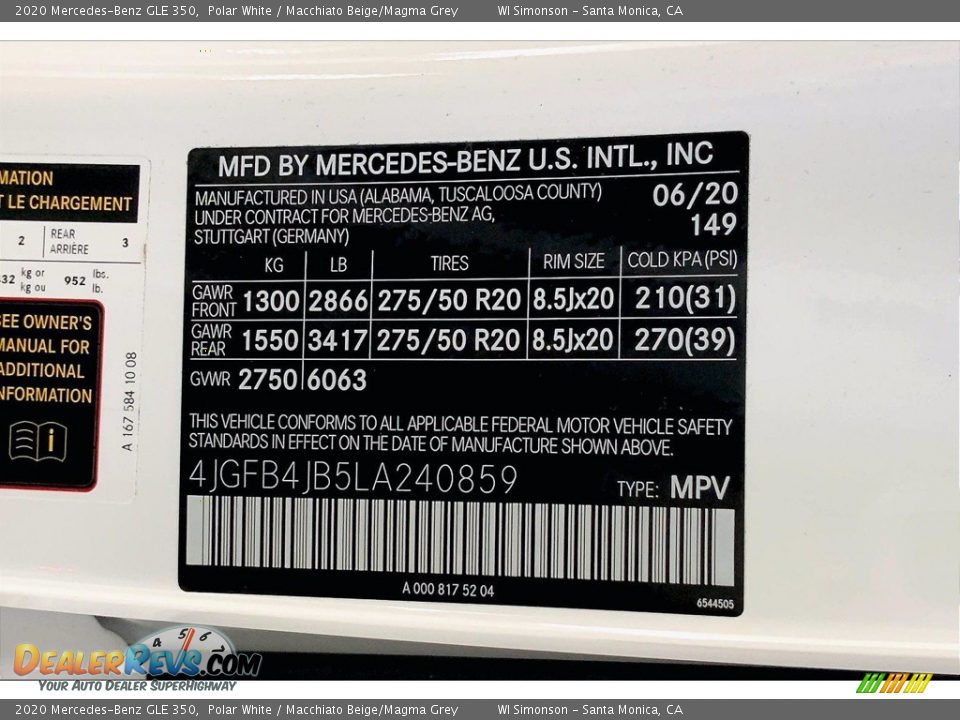 2020 Mercedes-Benz GLE 350, Polar White / Macchiato Beige/Magma Grey WI Simonson - Santa Monica, CA
MATION
T LE CHARGEMENT
2 REAR ARRIÈRE 3
kg or kg ou 952 lbs. lb.
SEE OWNER'S
MANUAL FOR
ADDITIONAL
INFORMATION
A 167 584 10 08
MFD BY MERCEDES-BENZ U.S. INTL., INC
MANUFACTURED IN USA (ALABAMA, TUSCALOOSA COUNTY) 06/20
UNDER CONTRACT FOR MERCEDES-BENZ AG, 149
STUTTGART (GERMANY)
KG LB TIRES RIM SIZE COLD KPA (PSI)
GAWR FRONT 1300 2866 275/50 R20 8.5Jx20 210(31)
GAWR REAR 1550 3417 275/50 R20 8.5Jx20 270(39)
GVWR 2750 6063
THIS VEHICLE CONFORMS TO ALL APPLICABLE FEDERAL MOTOR VEHICLE SAFETY
STANDARDS IN EFFECT ON THE DATE OF MANUFACTURE SHOWN ABOVE.
4JGFB4JB5LA240859 TYPE: MPV
A 000 817 52 04
6544505
4 5 6
DealerRevs.com
Your Auto Dealer SuperHighway
2020 Mercedes-Benz GLE 350, Polar White / Macchiato Beige/Magma Grey WI Simonson - Santa Monica, CA